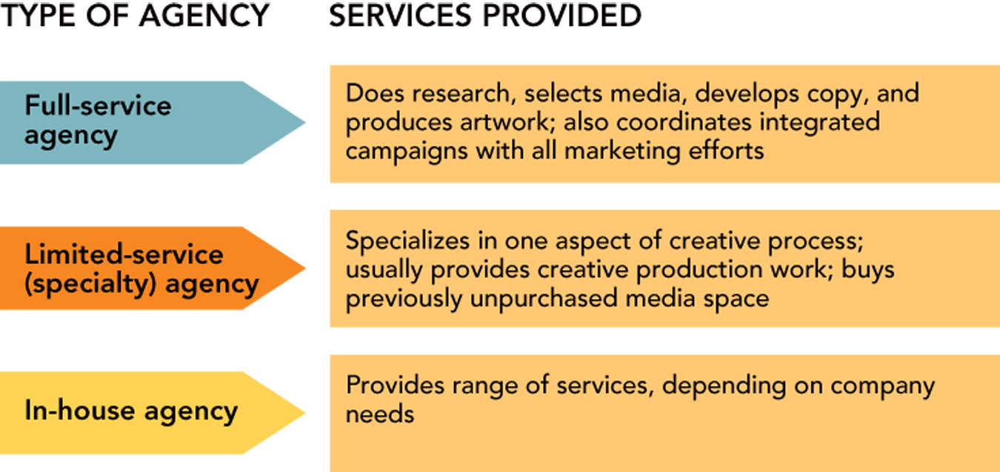 TYPE OF AGENCY
SERVICES PROVIDED
Full-service
agency
Does research, selects media, develops copy, and
produces artwork; also coordinates integrated
campaigns with all marketing efforts
Limited-service
(specialty) agency
Specializes in one aspect of creative process;
usually provides creative production work; buys
previously unpurchased media space
In-house agency
Provides range of services, depending on company
needs